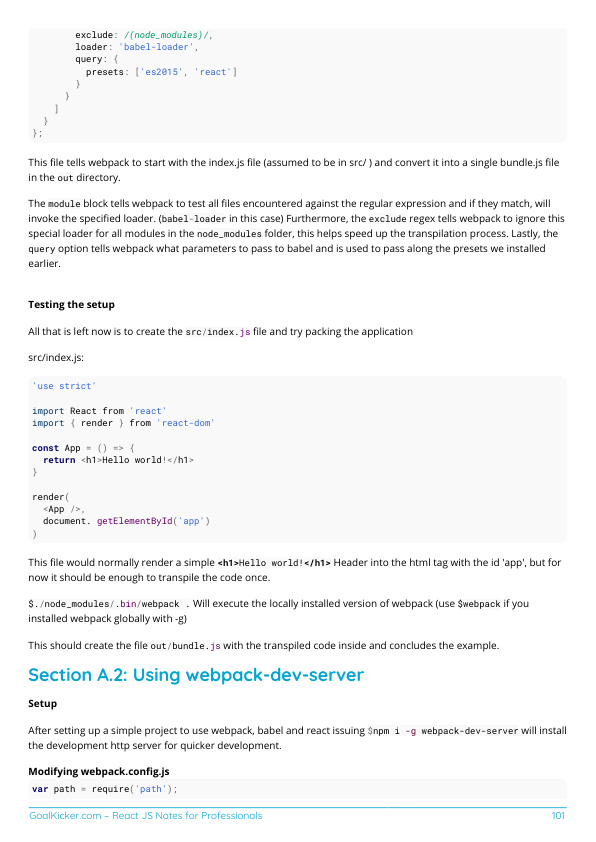 exclude: /(node_modules)/,
loader: 'babel-loader',
query: {
presets: ['es2015', 'react']
}
}
]
}
};
This file tells webpack to start with the index.js file (assumed to be in src/ ) and convert it into a single bundle.js file
in the out directory.
The module block tells webpack to test all files encountered against the regular expression and if they match, will
invoke the specified loader. (babel-loader in this case) Furthermore, the exclude regex tells webpack to ignore this
special loader for all modules in the node_modules folder, this helps speed up the transpilation process. Lastly, the
query option tells webpack what parameters to pass to babel and is used to pass along the presets we installed
earlier.
Testing the setup
All that is left now is to create the src/index.js file and try packing the application
src/index.js:
'use strict'
import React from 'react'
import { render } from 'react-dom'
const App = () => {
return <h1>Hello world!</h1>
}
render(
<App />,
document. getElementById('app')
)
This file would normally render a simple <h1>Hello world!</h1> Header into the html tag with the id 'app', but for
now it should be enough to transpile the code once.
$./node_modules/.bin/webpack . Will execute the locally installed version of webpack (use $webpack if you
installed webpack globally with -g)
This should create the file out/bundle.js with the transpiled code inside and concludes the example.
Section A.2: Using webpack-dev-server
Setup
After setting up a simple project to use webpack, babel and react issuing $npm i -g webpack-dev-server will install
the development http server for quicker development.
Modifying webpack.config.js
var path = require('path');
GoalKicker.com – React JS Notes for Professionals 101